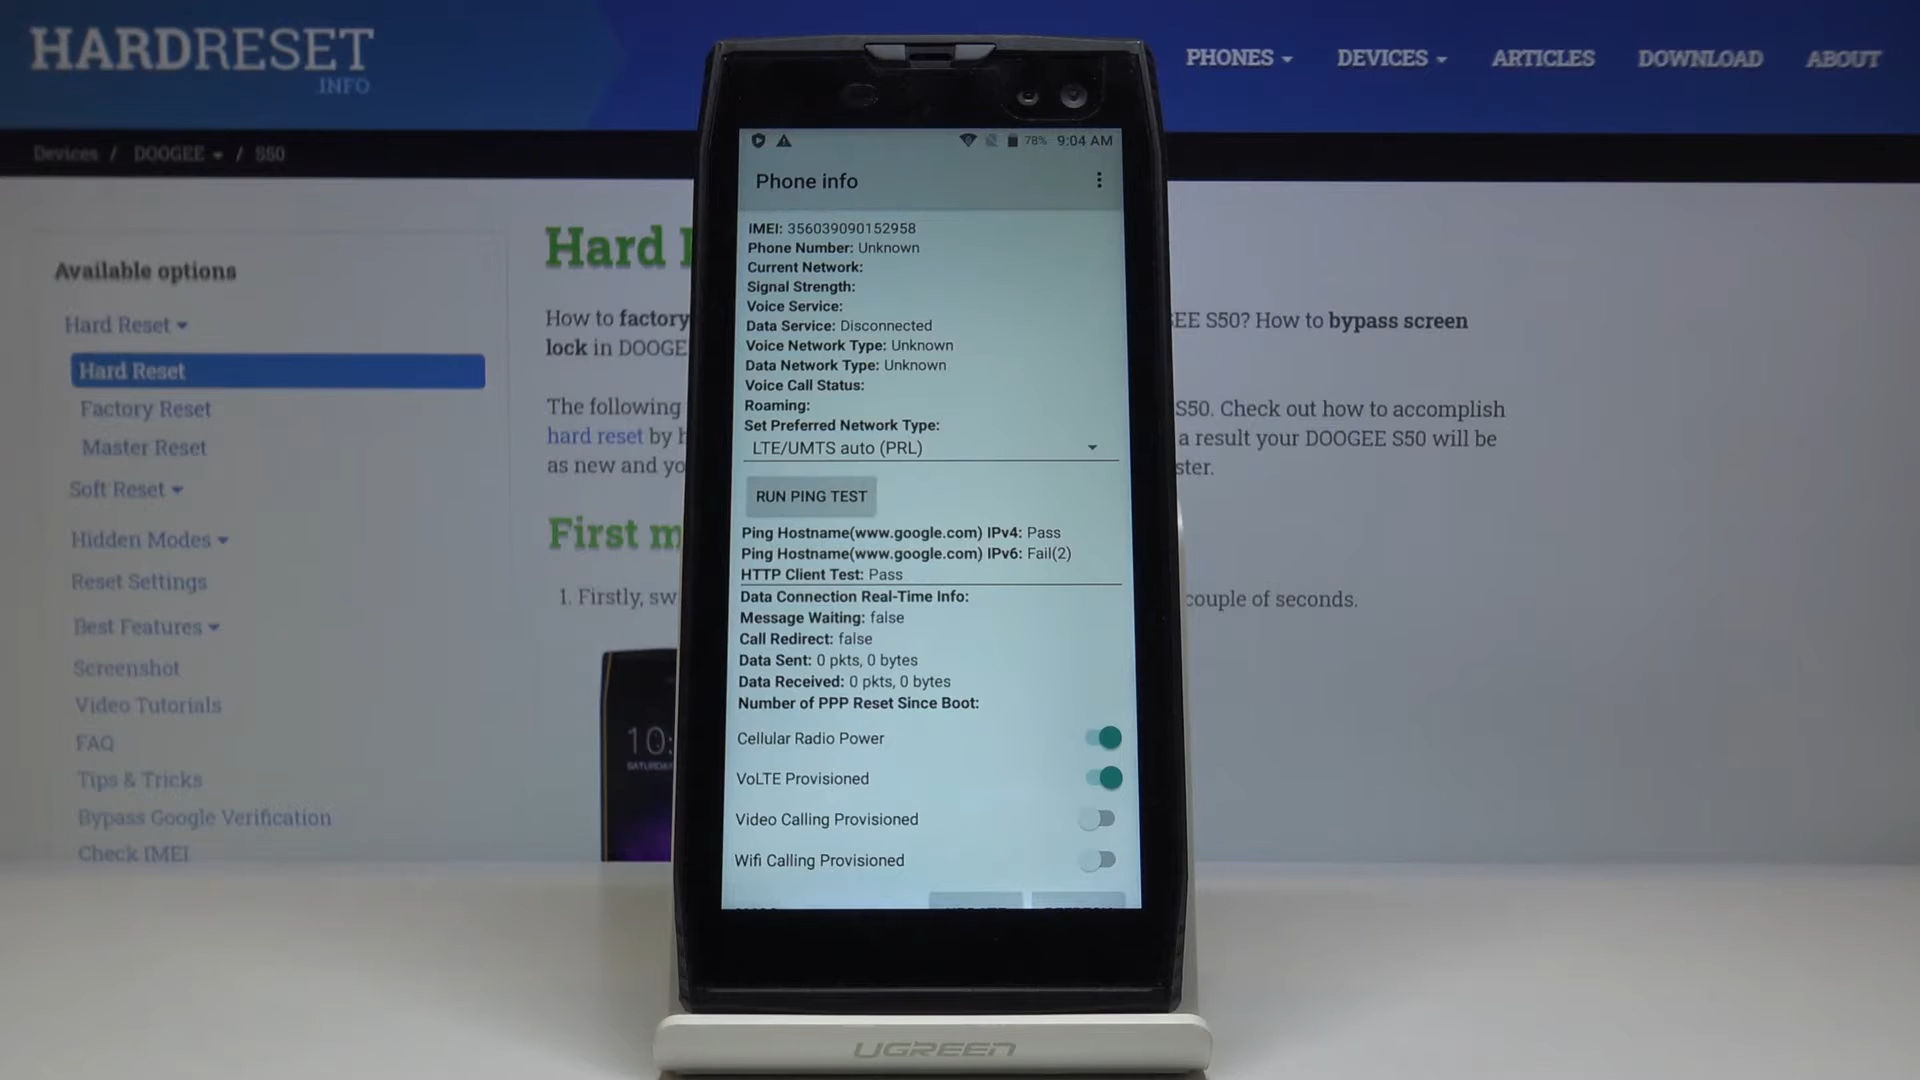 HARDRESET
.INFO
PHONES
DEVICES
ARTICLES
DOWNLOAD
ABOUT
Devices / DOOGEE / S50
Available options
Hard Reset
Hard Reset
Factory Reset
Master Reset
Soft Reset
Hidden Modes
Reset Settings
Best Features
Screenshot
Video Tutorials
FAQ
Tips & Tricks
Bypass Google Verification
Check IMEI
Hard
How to factory
S50? How to bypass screen
lock in
The following
S50. Check out how to accomplish
hard reset by
a result your DOOGEE S50 will be
as new and
First
1. Firstly,
couple of seconds.
10:
78% 9:04 AM
Phone info
IMEI: 356039090152958
Phone Number: Unknown
Current Network:
Signal Strength:
Voice Service:
Data Service: Disconnected
Voice Network Type: Unknown
Data Network Type: Unknown
Voice Call Status:
Roaming:
Set Preferred Network Type:
LTE/UMTS auto (PRL)
RUN PING TEST
Ping Hostname(www.google.com) IPv4: Pass
Ping Hostname(www.google.com) IPv6: Fail(2)
HTTP Client Test: Pass
Data Connection Real-Time Info:
Message Waiting: false
Call Redirect: false
Data Sent: 0 pkts, 0 bytes
Data Received: 0 pkts, 0 bytes
Number of PPP Reset Since Boot:
Cellular Radio Power
VoLTE Provisioned
Video Calling Provisioned
Wifi Calling Provisioned
UGREEN